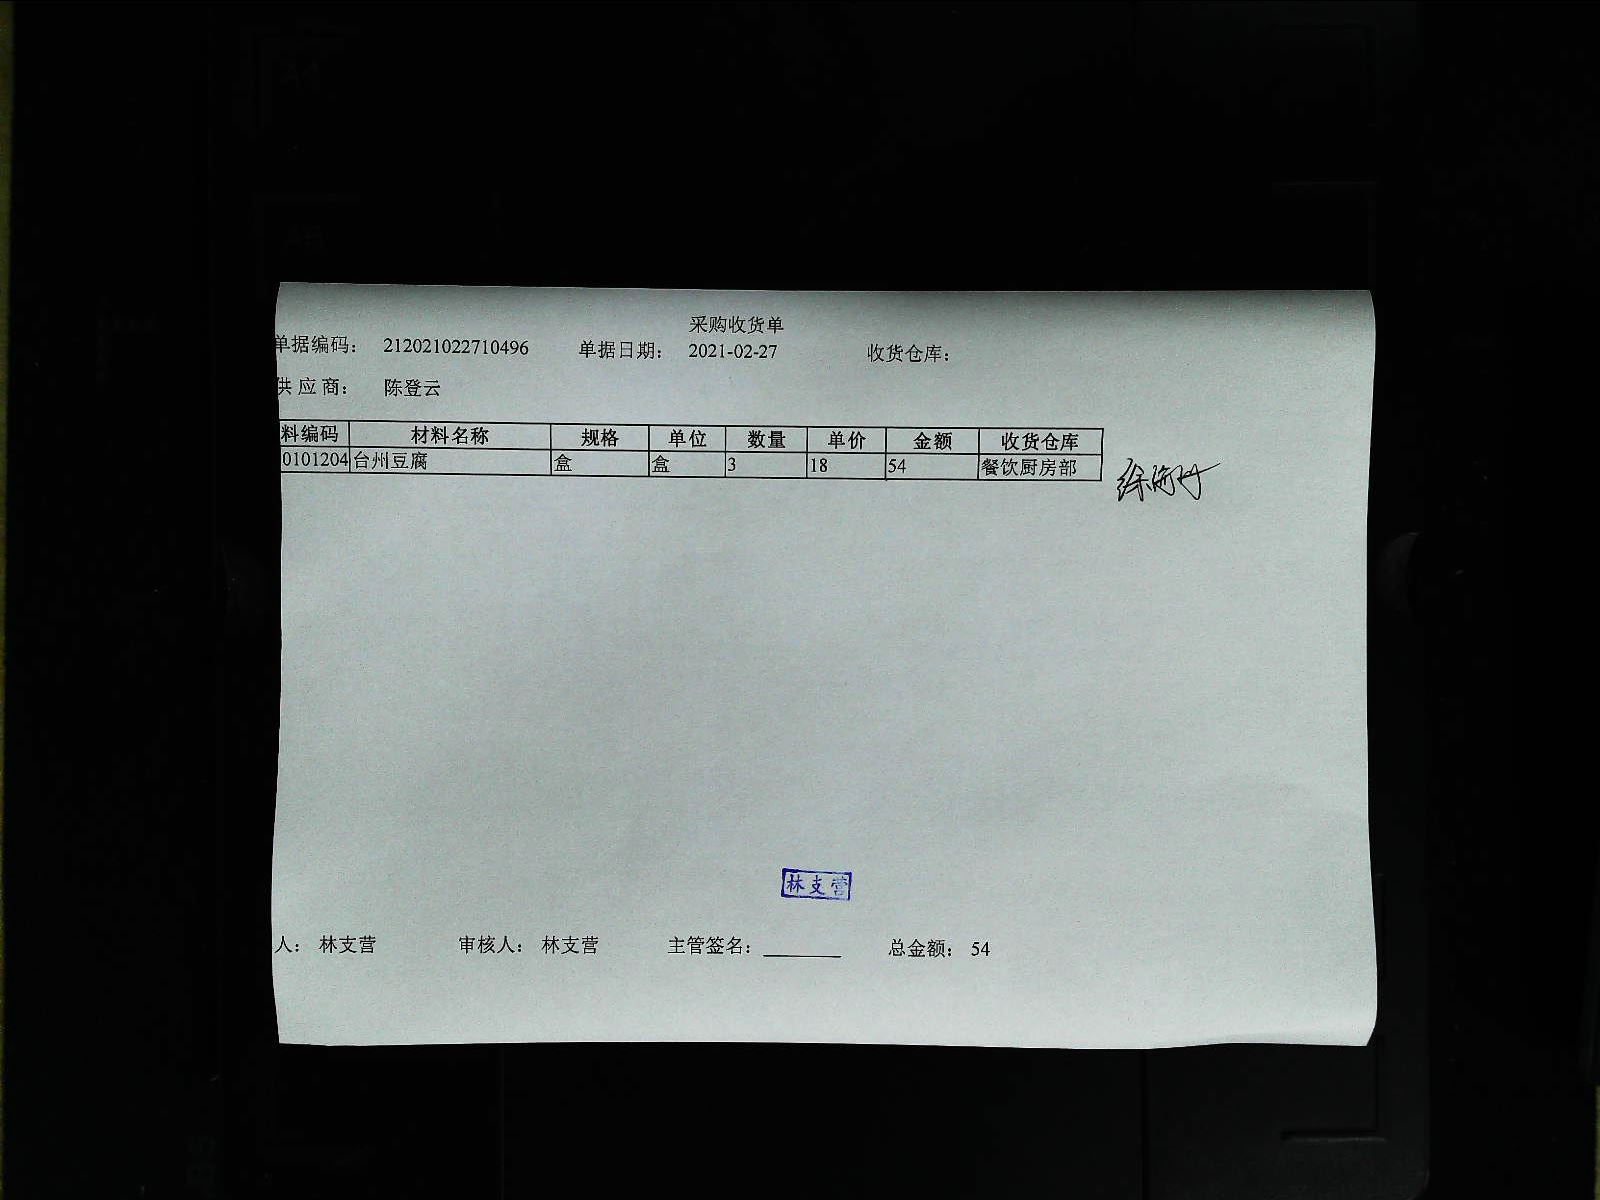 采购收货单
单据编码： 212021022710496 单据日期： 2021-02-27 收货仓库：
供应商： 陈登云
料编码 材料名称 规格 单位 数量 单价 金额 收货仓库
0101204 台州豆腐 盒 盒 3 18 54 餐饮厨房部
林支营
人： 林支营 审核人： 林支营 主管签名： 总金额： 54